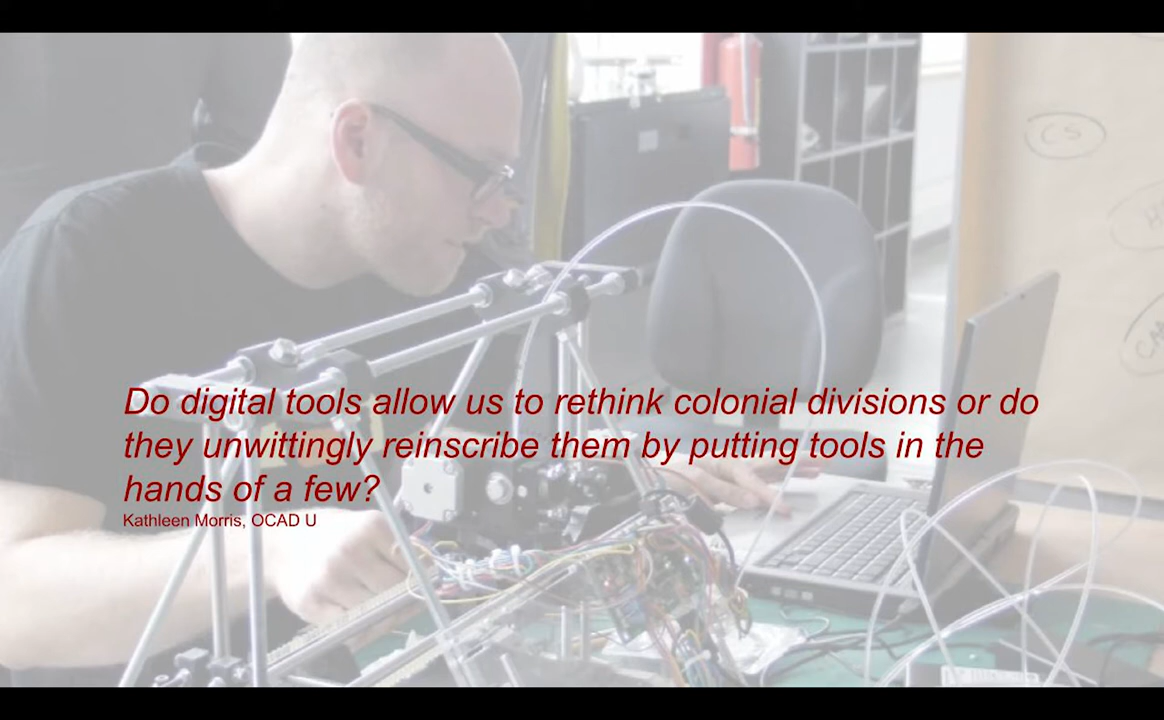 CS
Do digital tools allow us to rethink colonial divisions or do
they unwittingly reinscribe them by putting tools in the
hands of a few?
Kathleen Morris, OCAD U